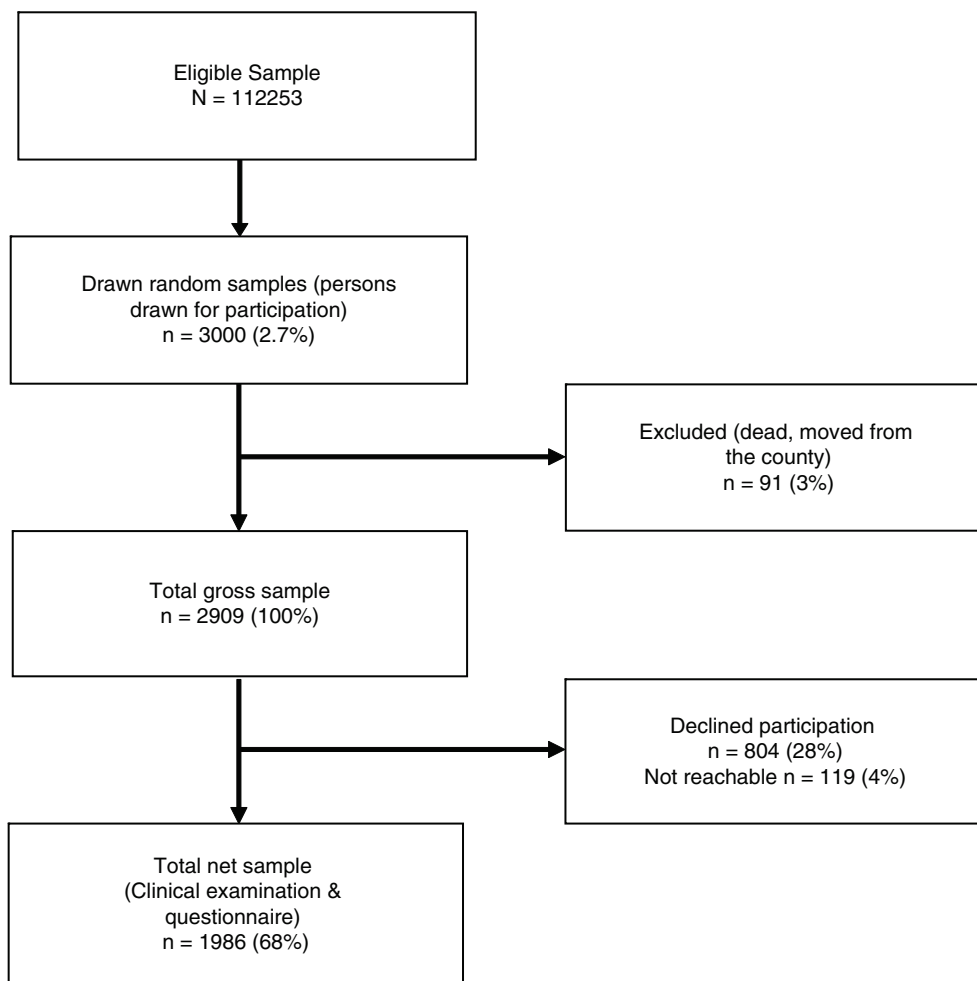 Eligible Sample
N = 112253
Drawn random samples (persons
drawn for participation)
n = 3000 (2.7%)
Excluded (dead, moved from
the county)
n = 91 (3%)
Total gross sample
n = 2909 (100%)
Declined participation
n = 804 (28%)
Not reachable n = 119 (4%)
Total net sample
(Clinical examination &
questionnaire)
n = 1986 (68%)